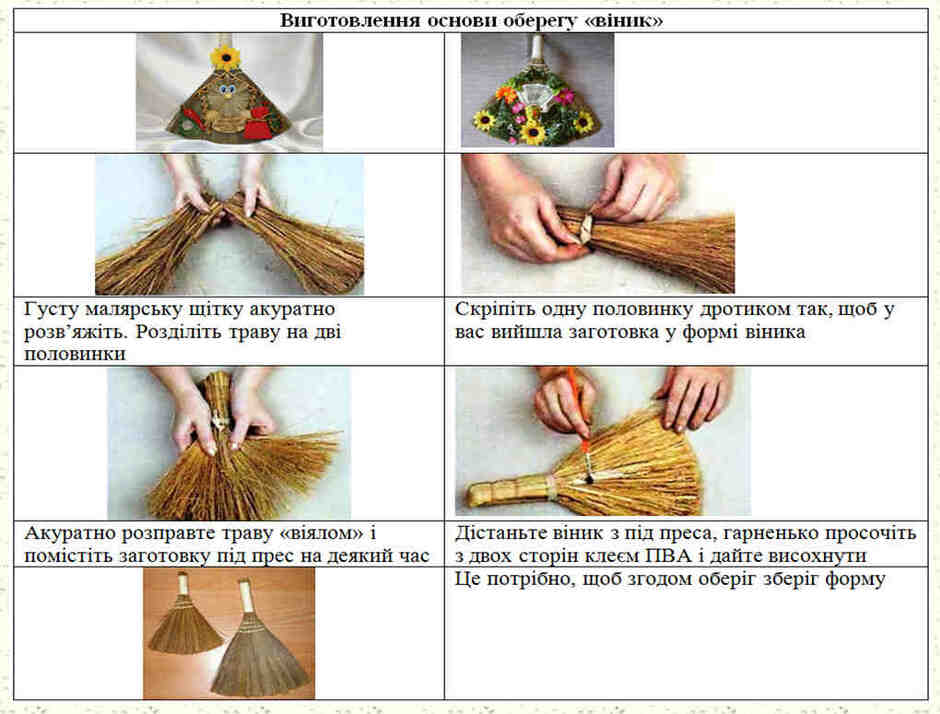 Виготовлення основи оберегу «віник»
Густу малярську щітку акуратно
розв’яжіть. Розділіть траву на дві
половинки
Скріпіть одну половинку дротиком так, щоб у
вас вийшла заготовка у формі віника
Акуратно розправте траву «віялом» і
помістіть заготовку під прес на деякий час
Дістаньте віник з під преса, гарненько просочіть
з двох сторін клеєм ПВА і дайте висохнути
Це потрібно, щоб згодом оберіг зберіг форму